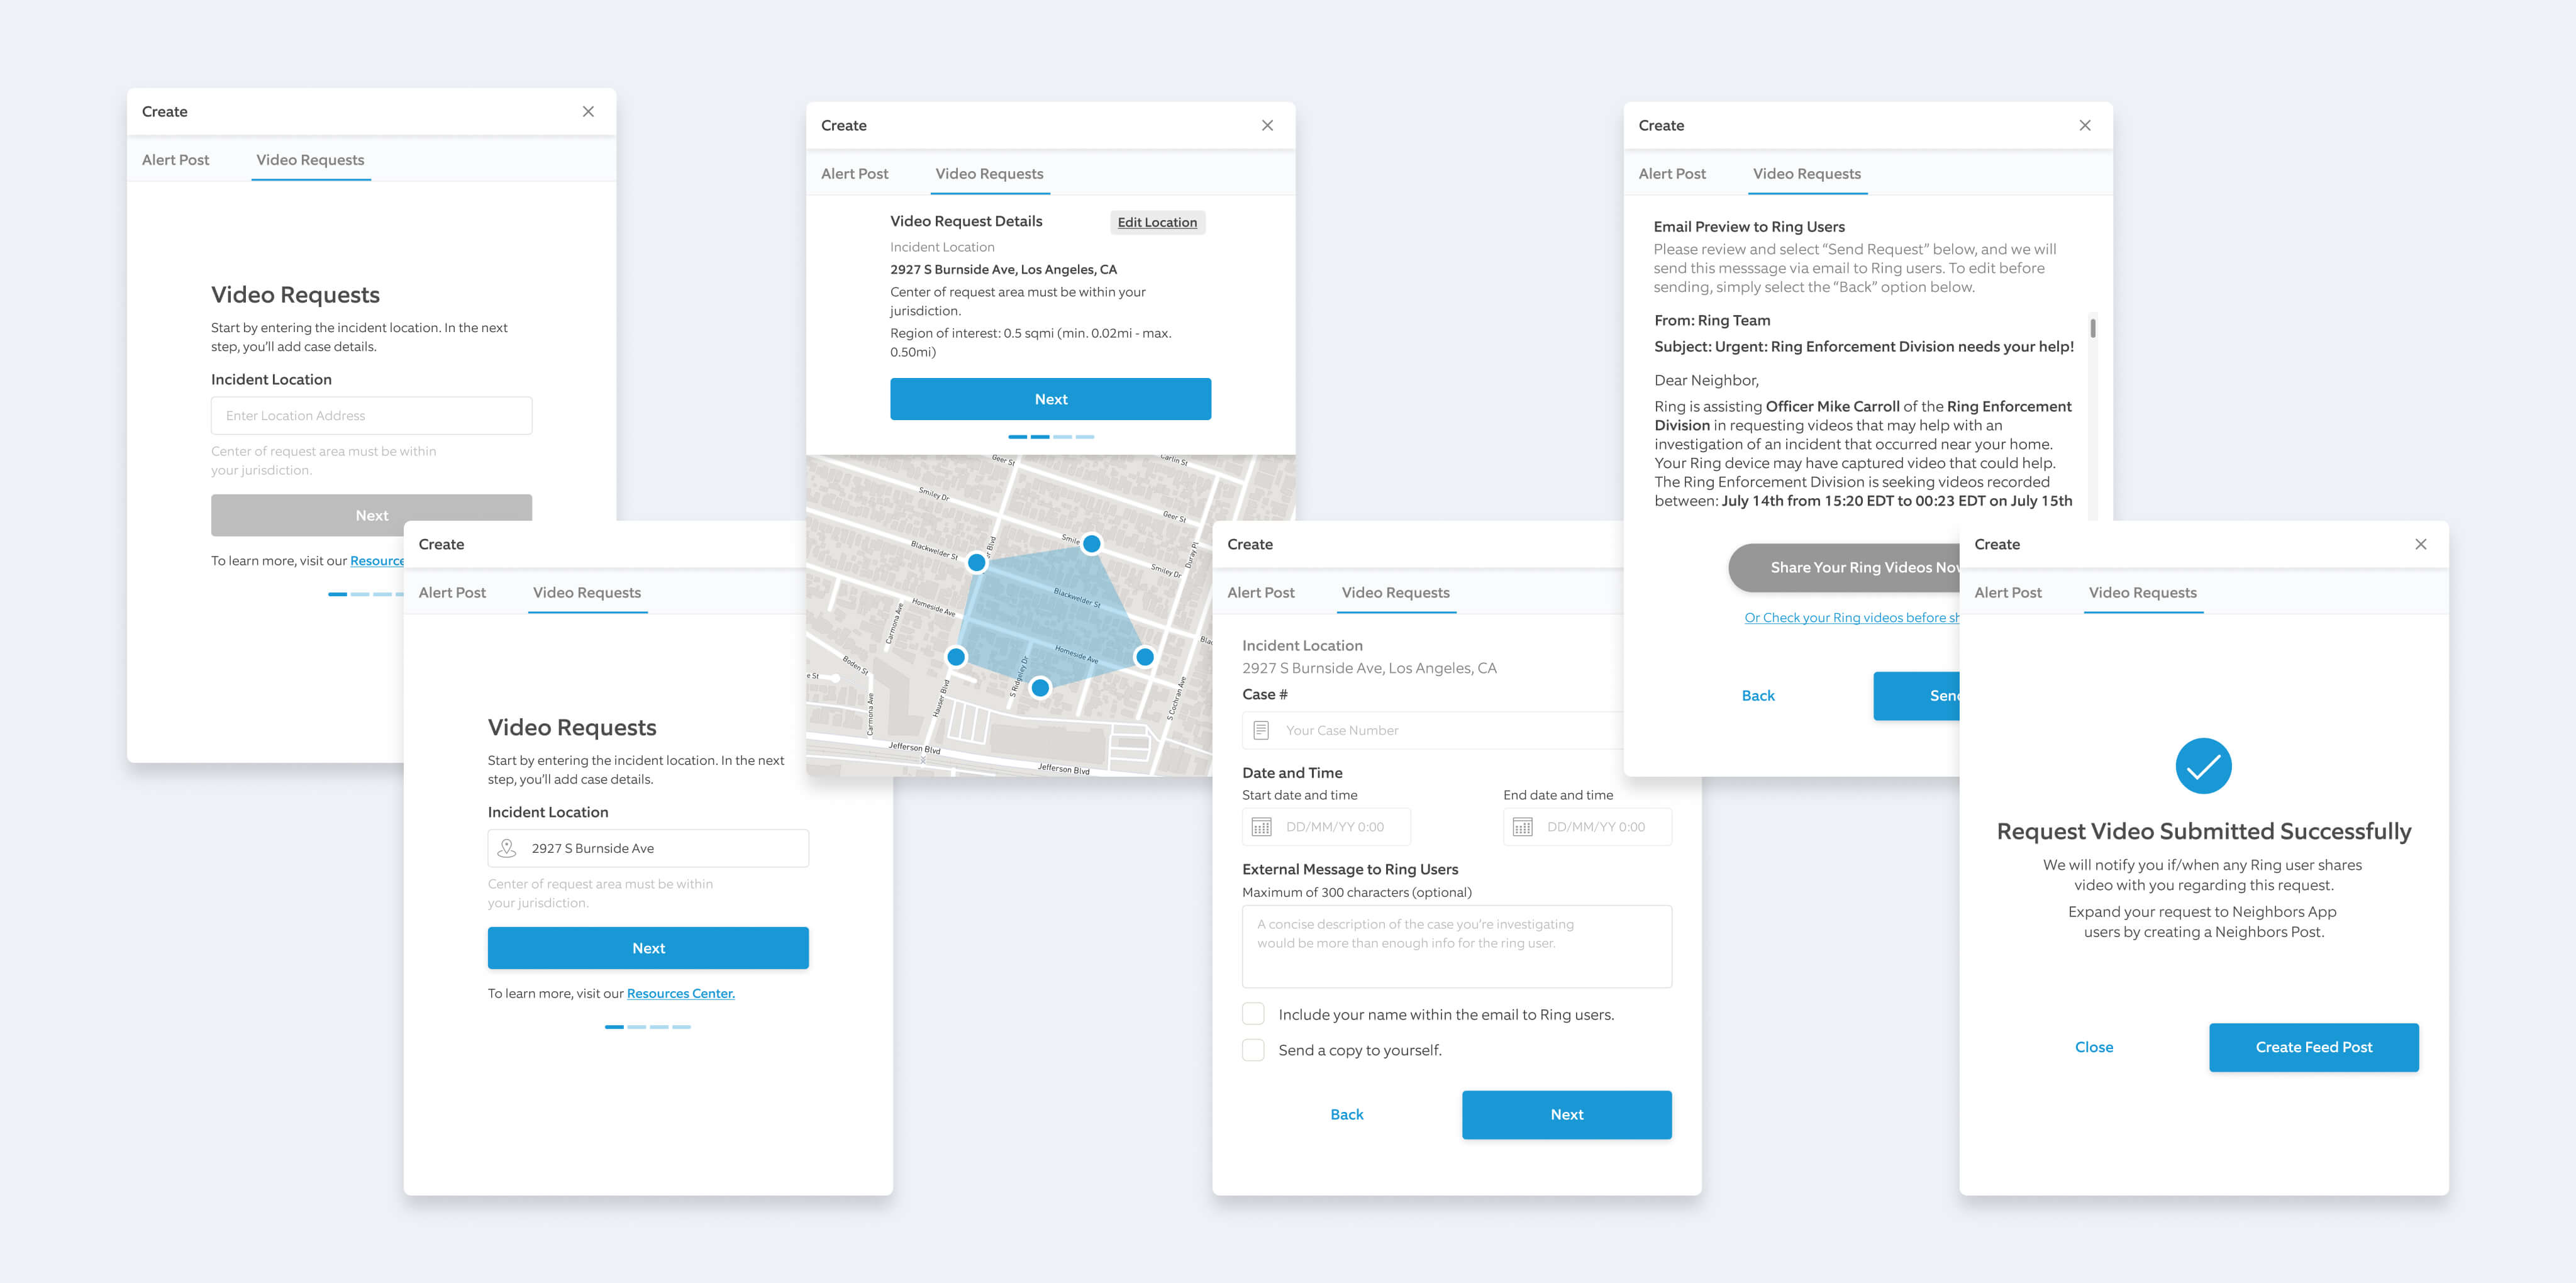 Create
Alert Post
Video Requests
Video Requests
Start by entering the incident location. In the next
step, you'll add case details.
Incident Location
Enter Location Address
Center of request area must be within
your jurisdiction.
Next
To learn more, visit our Resource
Create
Alert Post
Video Requests
Video Requests
Start by entering the incident location. In the next
step, you'll add case details.
Incident Location
2927 S Burnside Ave
Center of request area must be within
your jurisdiction.
Next
To learn more, visit our Resources Center.
Create
Alert Post
Video Requests
Video Request Details
Edit Location
Incident Location
2927 S Burnside Ave, Los Angeles, CA
Center of request area must be within your
jurisdiction.
Region of interest: 0.5 sqmi (min. 0.02mi - max.
0.50mi)
Next
Geer St
Carlin St
Smiley Dr
Geer St
Blackwelder St
r Blvd
Smile
Smiley Dr
Duray Pl
Blackwelder St
Homeside Ave
Carmona Ave
Homeside Ave
Bla
Boden St
e St
S Ridgeley Dr
Hauser Blvd
Carmona Ave
S Cochran Ave
Jefferson Blvd
Jefferson Blvd
Create
Alert Post
Video Requests
Incident Location
2927 S Burnside Ave, Los Angeles, CA
Case #
Your Case Number
Date and Time
Start date and time
End date and time
DD/MM/YY 0:00
DD/MM/YY 0:00
External Message to Ring Users
Maximum of 300 characters (optional)
A concise description of the case you're investigating
would be more than enough info for the ring user.
Include your name within the email to Ring users.
Send a copy to yourself.
Back
Next
Create
Alert Post
Video Requests
Email Preview to Ring Users
Please review and select “Send Request” below, and we will
send this messsage via email to Ring users. To edit before
sending, simply select the “Back” option below.
From: Ring Team
Subject: Urgent: Ring Enforcement Division needs your help!
Dear Neighbor,
Ring is assisting Officer Mike Carroll of the Ring Enforcement
Division in requesting videos that may help with an
investigation of an incident that occurred near your home.
Your Ring device may have captured video that could help.
The Ring Enforcement Division is seeking videos recorded
between: July 14th from 15:20 EDT to 00:23 EDT on July 15th
Share Your Ring Videos Nov
Or Check your Ring videos before sh
Back
Senc
Create
Alert Post
Video Requests
Request Video Submitted Successfully
We will notify you if/when any Ring user shares
video with you regarding this request.
Expand your request to Neighbors App
users by creating a Neighbors Post.
Close
Create Feed Post